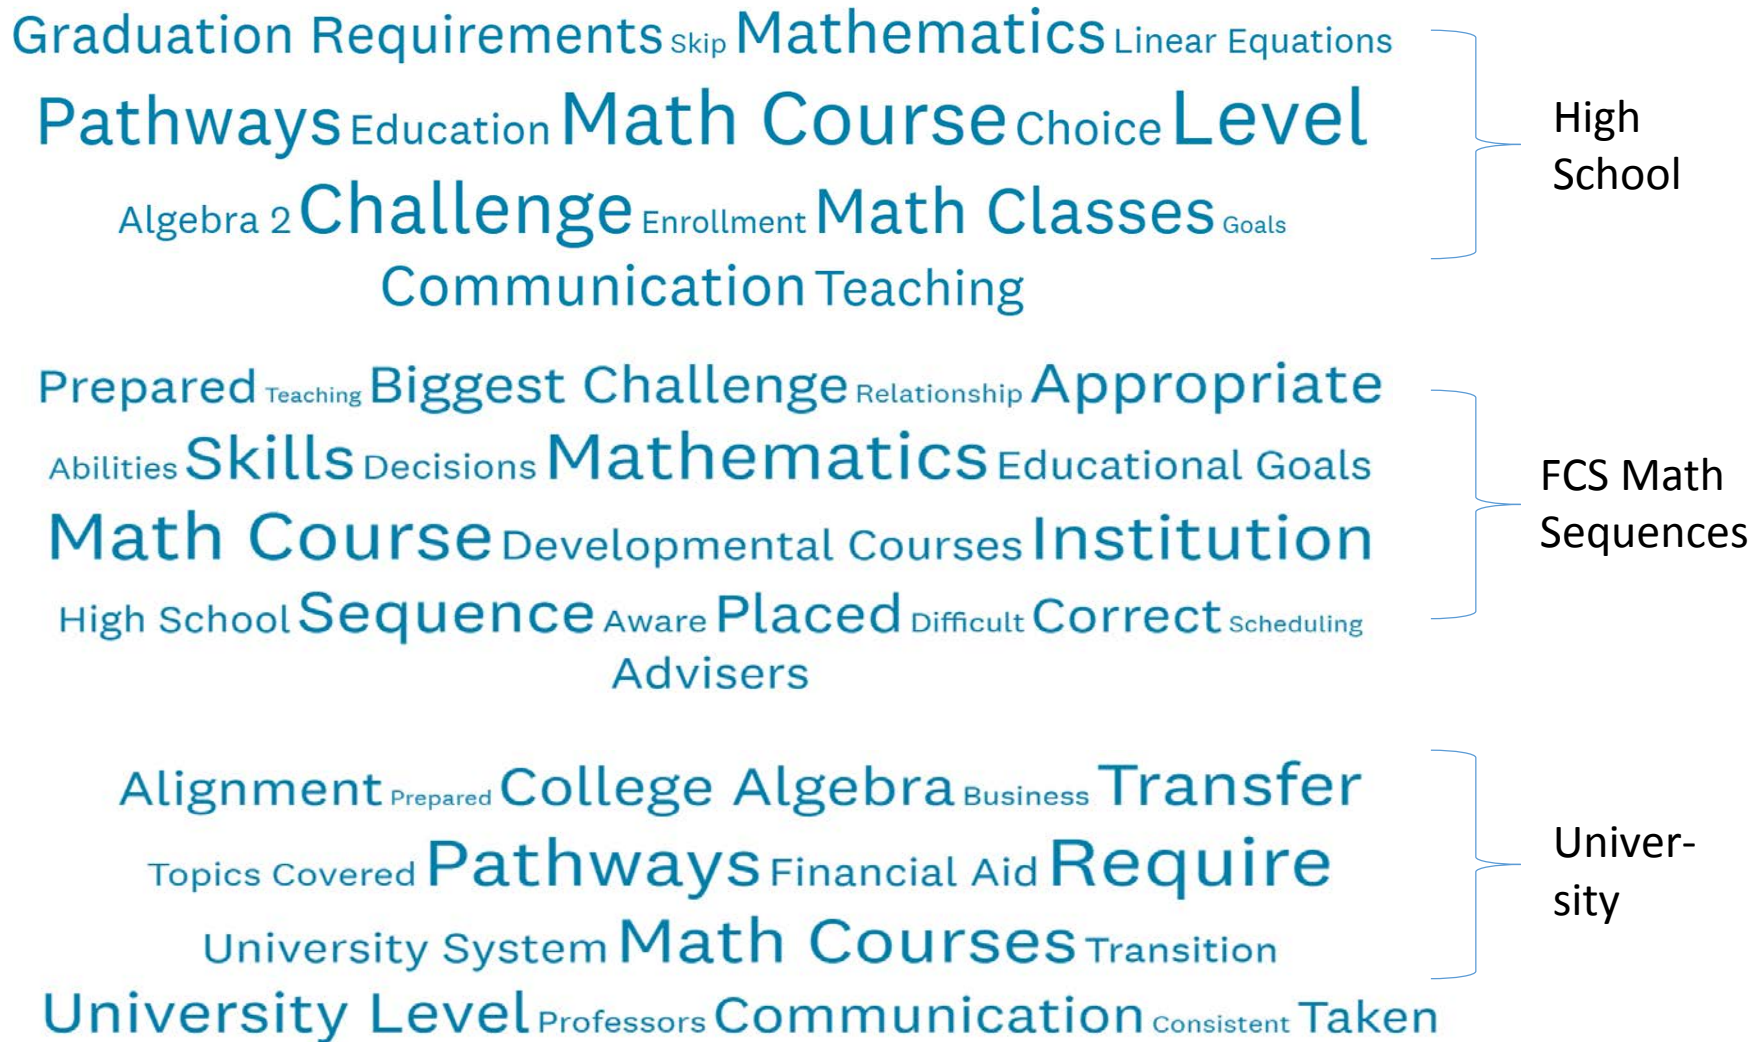 Graduation Requirements Skip Mathematics Linear Equations
Pathways Education Math Course Choice Level
Algebra 2 Challenge Enrollment Math Classes Goals
Communication Teaching
High
School
Prepared Teaching Biggest Challenge Relationship Appropriate
Abilities Skills Decisions Mathematics Educational Goals
Math Course Developmental Courses Institution
High School Sequence Aware Placed Difficult Correct Scheduling
Advisers
FCS Math
Sequences
Alignment Prepared College Algebra Business Transfer
Topics Covered Pathways Financial Aid Require
University System Math Courses Transition
University Level Professors Communication Consistent Taken
Univer-
sity